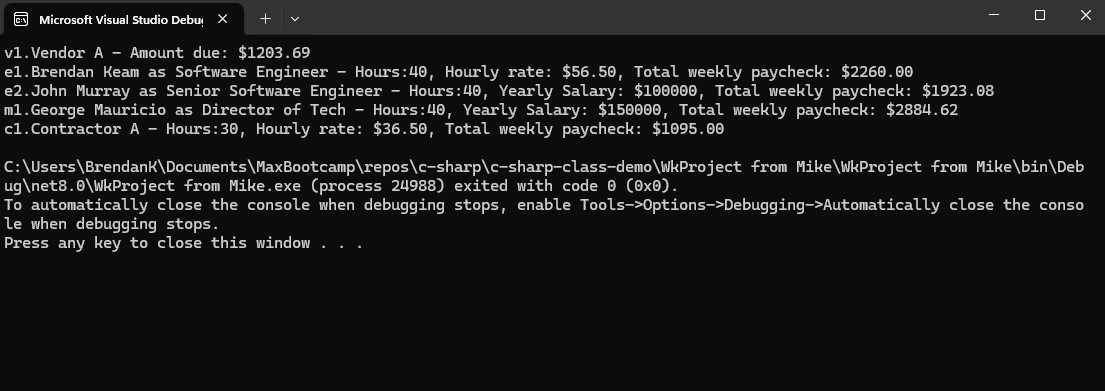 Microsoft Visual Studio Debu
v1.Vendor A - Amount due: $1203.69
e1.Brendan Keam as Software Engineer - Hours:40, Hourly rate: $56.50, Total weekly paycheck: $2260.00
e2.John Murray as Senior Software Engineer - Hours:40, Yearly Salary: $100000, Total weekly paycheck: $1923.08
m1.George Mauricio as Director of Tech - Hours:40, Yearly Salary: $150000, Total weekly paycheck: $2884.62
c1.Contractor A - Hours:30, Hourly rate: $36.50, Total weekly paycheck: $1095.00
C:\Users\BrendanK\Documents\MaxBootcamp\repos\c-sharp\c-sharp-class-demo\WkProject from Mike\WkProject from Mike\bin\Deb
ug\net8.0\WkProject from Mike.exe (process 24988) exited with code 0 (0x0).
To automatically close the console when debugging stops, enable Tools->Options->Debugging->Automatically close the conso
le when debugging stops.
Press any key to close this window . . .